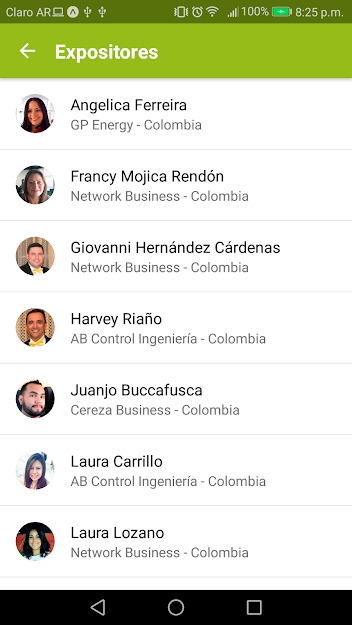 Claro AR 100% 8:25 p.m.
Expositores
Angelica Ferreira
GP Energy - Colombia
Francy Mojica Rendón
Network Business - Colombia
Giovanni Hernández Cárdenas
Network Business - Colombia
Harvey Riaño
AB Control Ingeniería - Colombia
Juanjo Buccafusca
Cereza Business - Colombia
Laura Carrillo
AB Control Ingeniería - Colombia
Laura Lozano
Network Business - Colombia